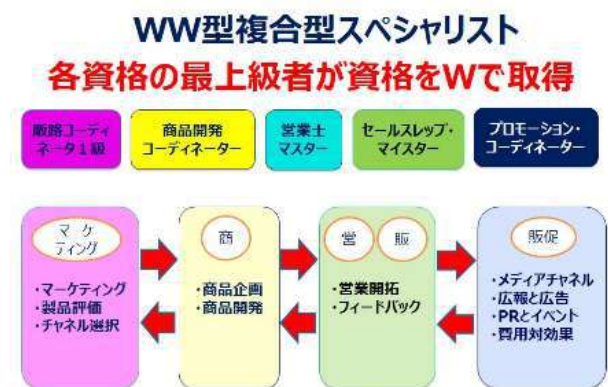 WW型複合型スペシャリスト
各資格の最上級者が資格をWで取得
販路コーディ
ネータ1級
商品開発
コーディネーター
営業士
マスター
セールスレップ・
マイスター
プロモーション・
コーディネーター
マーケ
ティング
・マーケティング
・製品評価
・チャネル選択
商
・商品企画
・商品開発
営
販
・営業開拓
・フィードバック
販促
・メディアチャネル
・広報と広告
・PRとイベント
・費用対効果